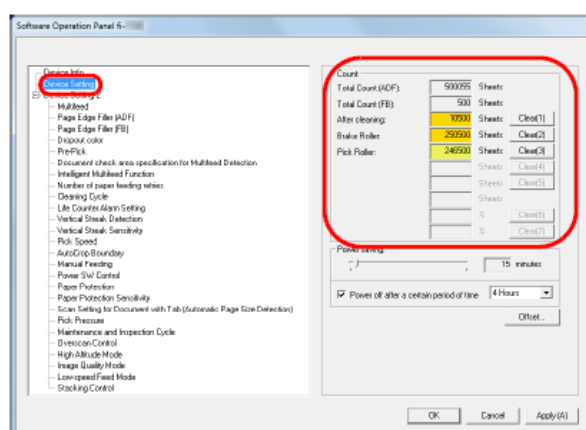 Software Operation Panel fi-
Device Info
Device Setting
Device Setting 2
Multifeed
Page Edge Filler (ADF)
Page Edge Filler (FB)
Dropout color
Pre-Pick
Document check area specification for Multifeed Detection
Intelligent Multifeed Function
Number of paper feeding retries
Cleaning Cycle
Life Counter Alarm Setting
Vertical Streak Detection
Vertical Streak Sensitivity
Pick Speed
AutoCrop Boundary
Manual Feeding
Power SW Control
Paper Protection
Paper Protection Sensitivity
Scan Setting for Document with Tab (Automatic Page Size Detection)
Pick Pressure
Maintenance and Inspection Cycle
Overscan Control
High Altitude Mode
Image Quality Mode
Low-speed Feed Mode
Stacking Control
Count
Total Count (ADF): 500055 Sheets
Total Count (FB): 500 Sheets
After cleaning: 10500 Sheets Clear(1)
Brake Roller: 250500 Sheets Clear(2)
Pick Roller: 246500 Sheets Clear(3)
Sheets Clear(4)
Sheets Clear(5)
Sheets
% Clear(6)
% Clear(7)
Power saving
15 minutes
Power off after a certain period of time 4 Hours
Offset...
OK Cancel Apply (A)